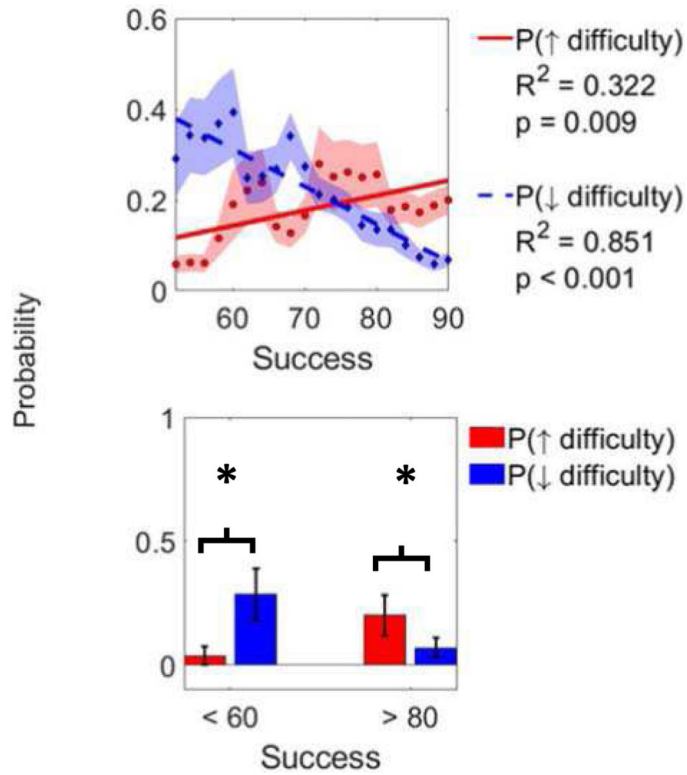 0.6
0.4
0.2
0
60 70 80 90
Success
P(↑ difficulty)
R² = 0.322
p = 0.009
P(↓ difficulty)
R² = 0.851
p < 0.001
Probability
1
0.5
0
* *
< 60 > 80
Success
P(↑ difficulty)
P(↓ difficulty)